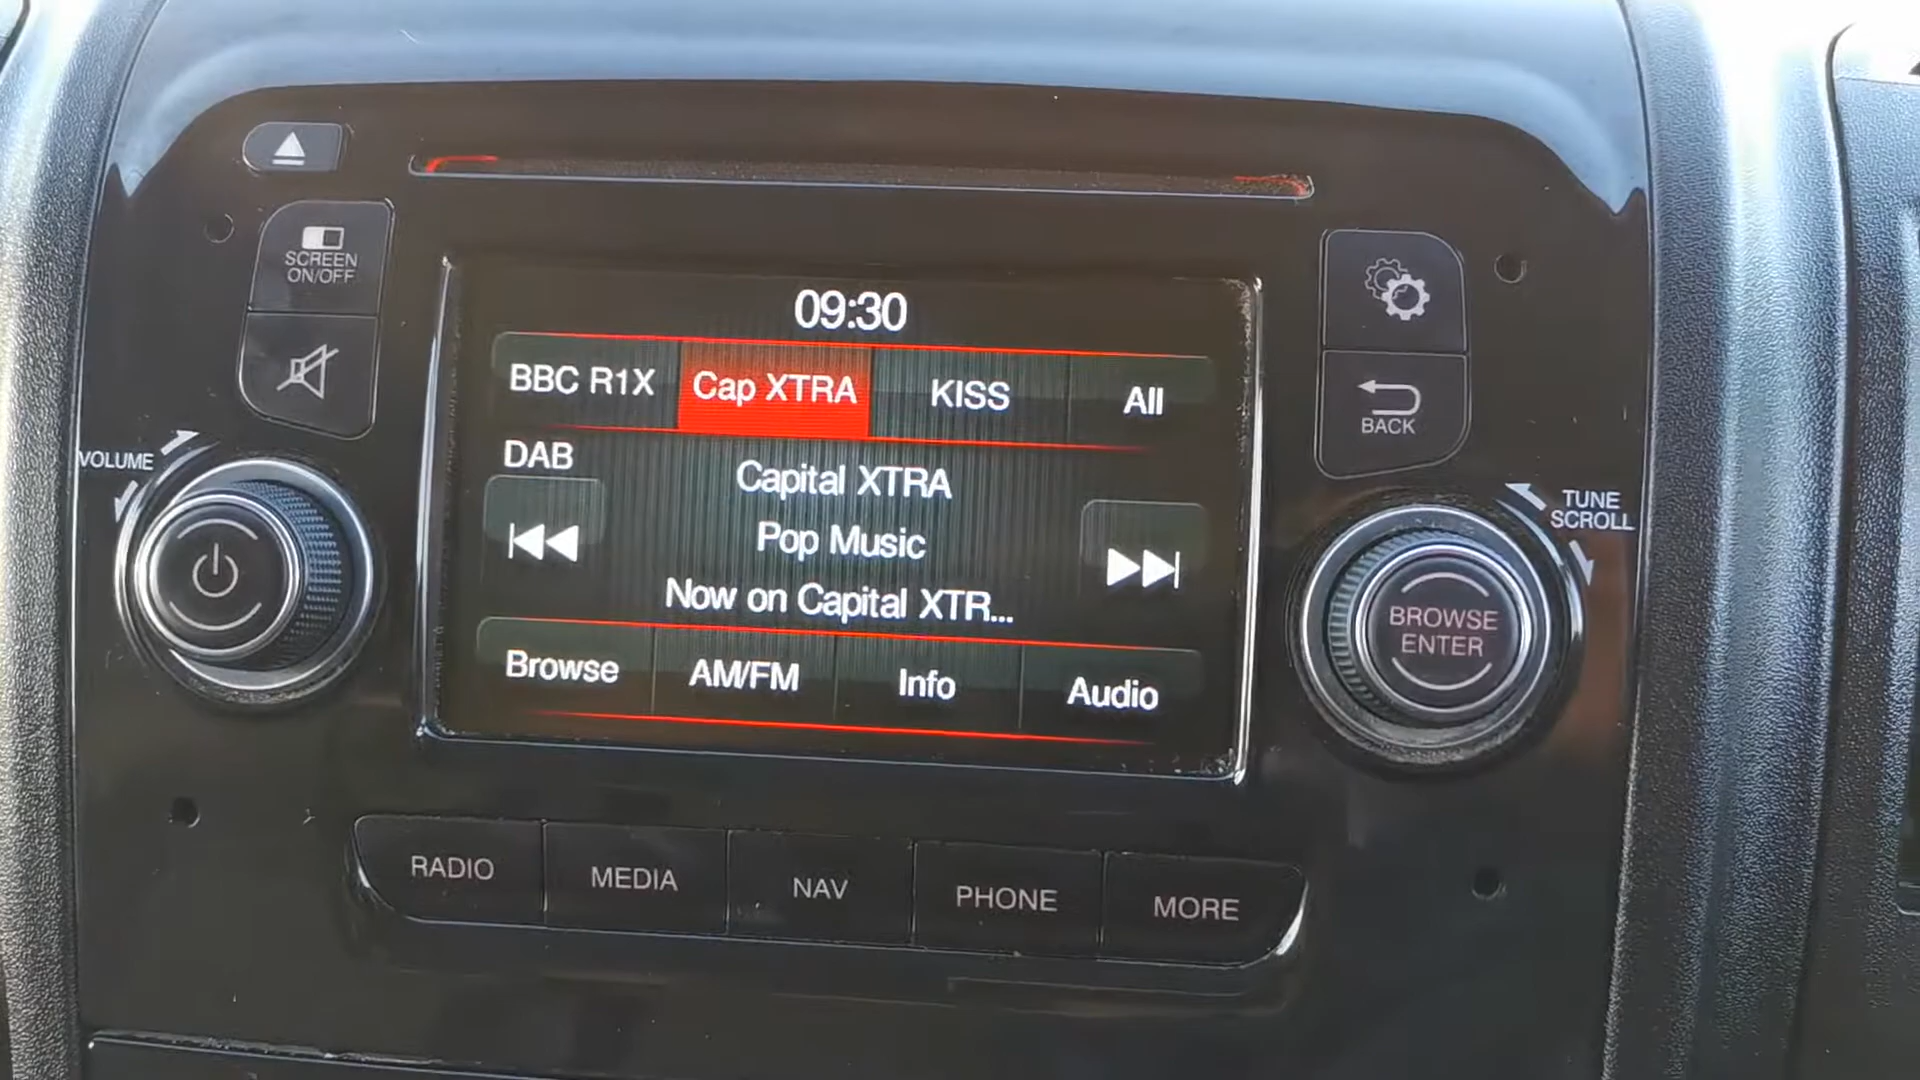 SCREEN
ON/OFF
VOLUME
09:30
BBC R1X
Cap XTRA
KISS
All
DAB
Capital XTRA
Pop Music
Now on Capital XTR...
Browse
AM/FM
Info
Audio
BACK
TUNE
SCROLL
BROWSE
ENTER
RADIO
MEDIA
NAV
PHONE
MORE